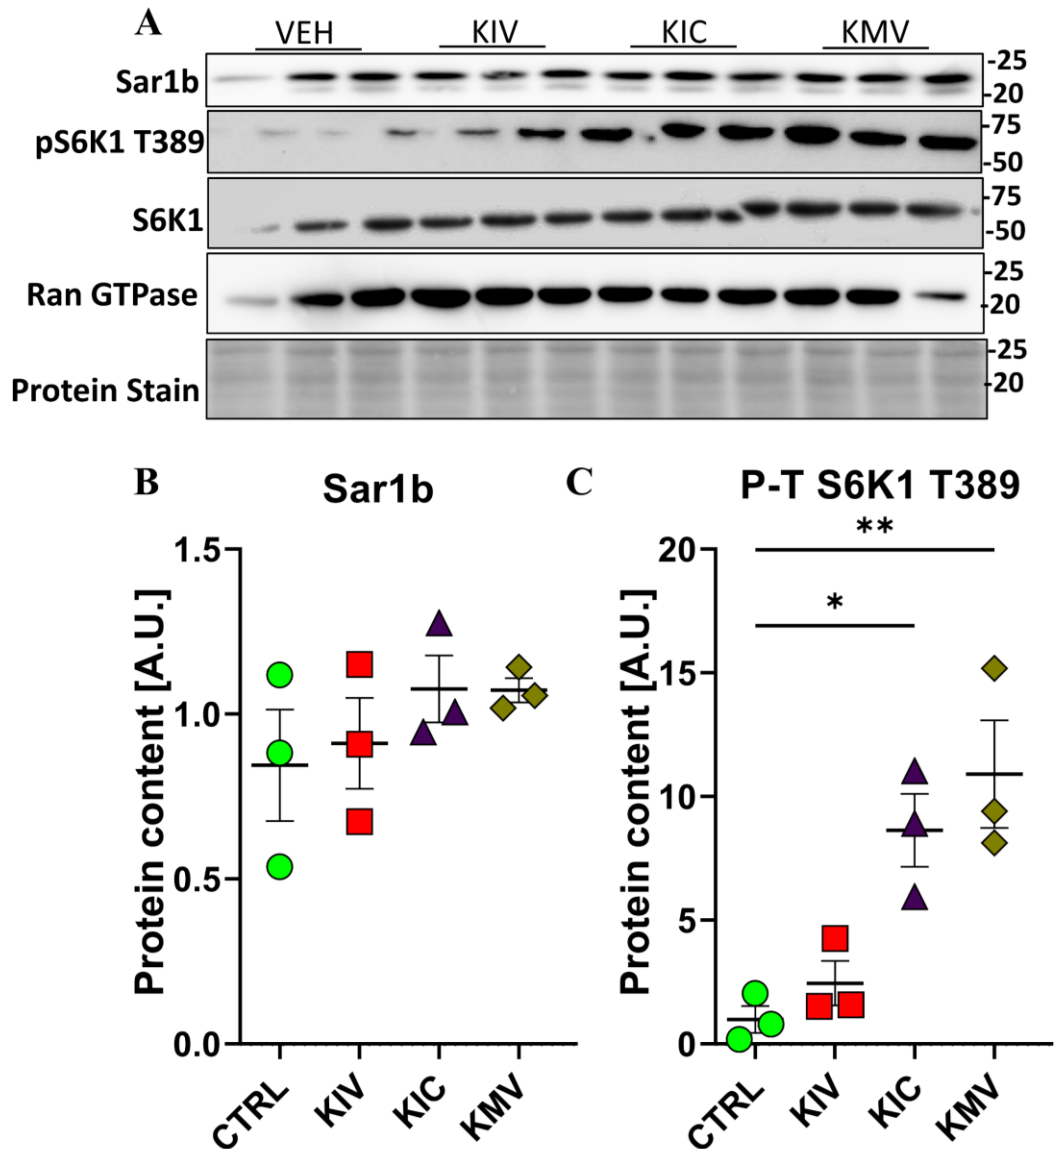 A
VEH KIV KIC KMV
Sar1b -25
-20
pS6K1 T389 -75
-50
S6K1 -75
-50
Ran GTPase -25
-20
Protein Stain -25
-20
B Sar1b
Protein content [A.U.]
1.5
1.0
0.5
0.0
CTRL KIV KIC KMV
C P-T S6K1 T389
Protein content [A.U.]
**
*
20
15
10
5
0
CTRL KIV KIC KMV